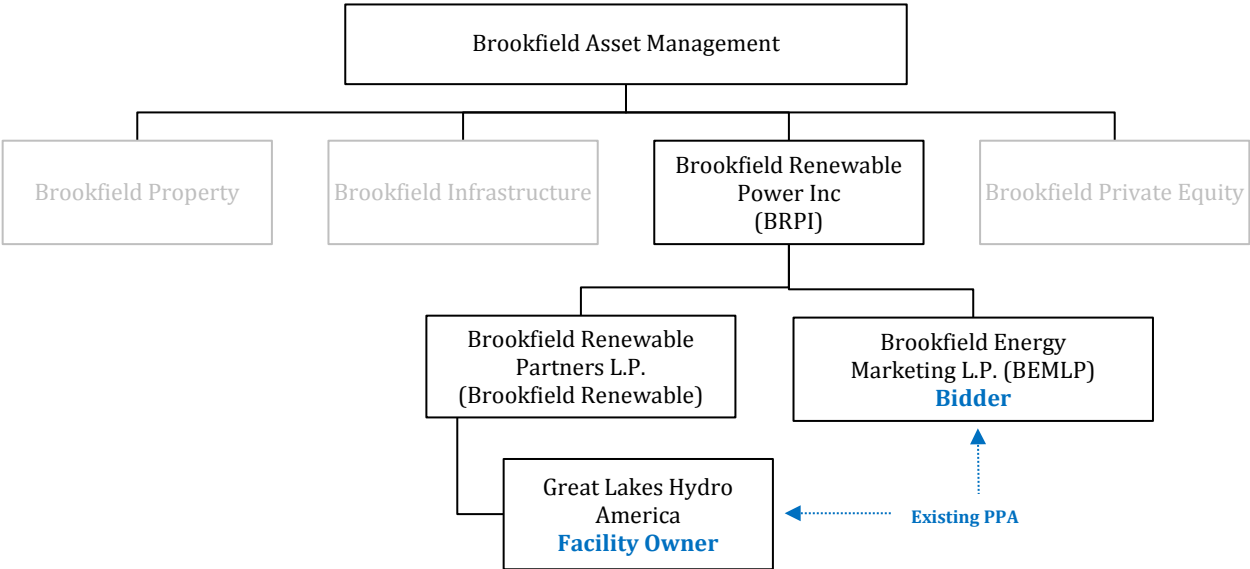 Brookfield Asset Management
Brookfield Property
Brookfield Infrastructure
Brookfield Renewable
Power Inc
(BRPI)
Brookfield Private Equity
Brookfield Renewable
Partners L.P.
(Brookfield Renewable)
Brookfield Energy
Marketing L.P. (BEMLP)
Bidder
Great Lakes Hydro
America
Facility Owner
Existing PPA